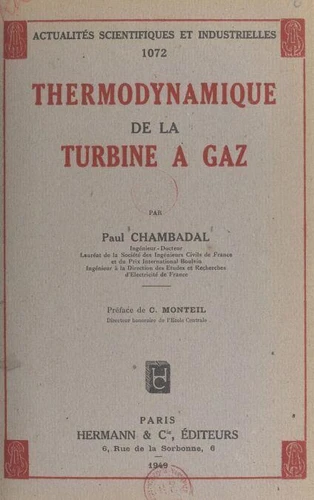 ACTUALITÉS SCIENTIFIQUES ET INDUSTRIELLES
1072
THERMODYNAMIQUE
DE LA
TURBINE A GAZ
PAR
Paul CHAMBADAL
Ingénieur-Docteur
Lauréat de la Société des Ingénieurs Civils de France
et du Prix International Baulein
Ingénieur à la Direction des Études et Recherches
d'Électricité de France
Préface de C. MONTEIL
Directeur honoraire de l'École Centrale
PARIS
HERMANN & Cie, ÉDITEURS
6, Rue de la Sorbonne, 6
1949